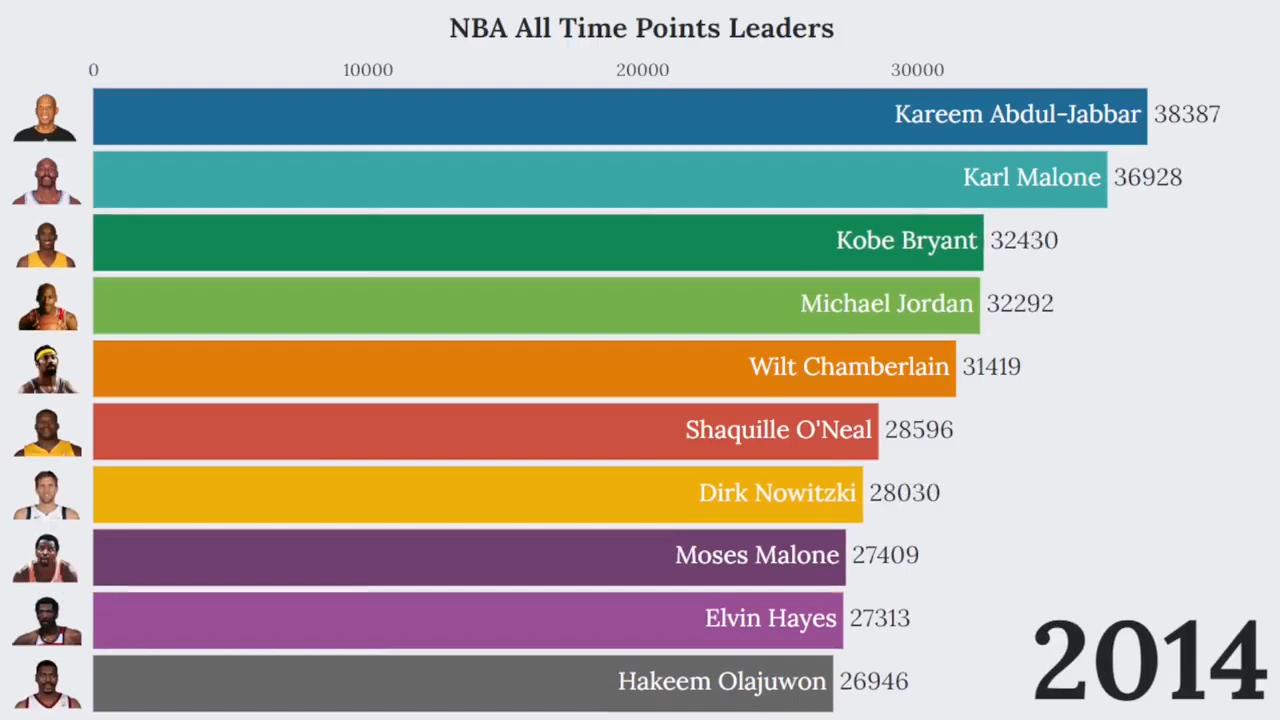 NBA All Time Points Leaders
0 10000 20000 30000
Kareem Abdul-Jabbar 38387
Karl Malone 36928
Kobe Bryant 32430
Michael Jordan 32292
Wilt Chamberlain 31419
Shaquille O'Neal 28596
Dirk Nowitzki 28030
Moses Malone 27409
Elvin Hayes 27313
Hakeem Olajuwon 26946
2014